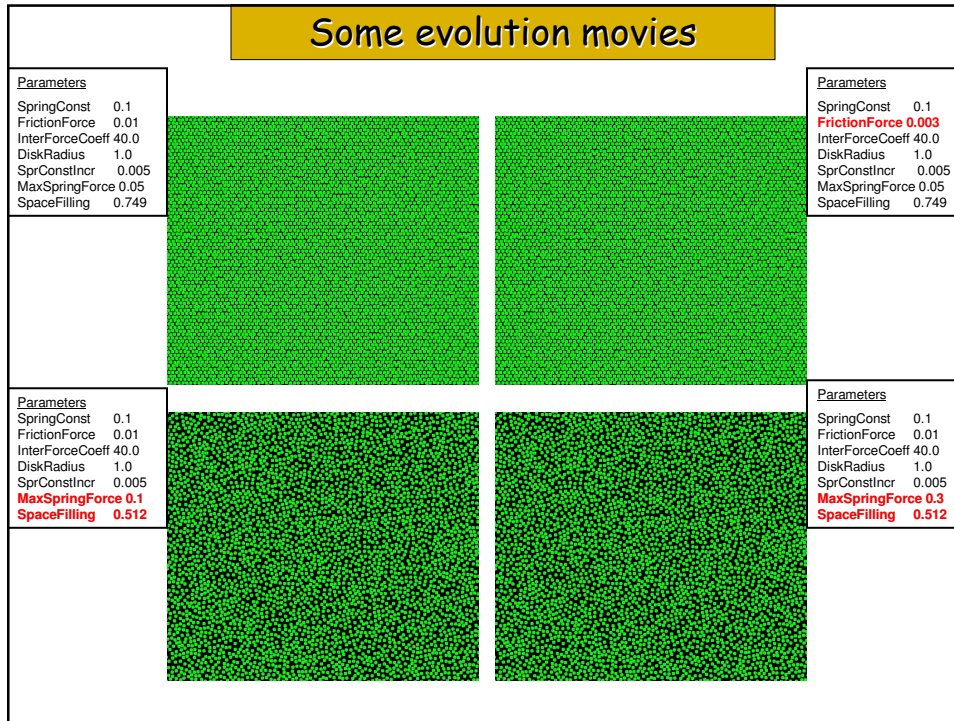 Some evolution movies
Parameters
SpringConst 0.1
FrictionForce 0.01
InterForceCoeff 40.0
DiskRadius 1.0
SprConstIncr 0.005
MaxSpringForce 0.05
SpaceFilling 0.749
Parameters
SpringConst 0.1
FrictionForce 0.003
InterForceCoeff 40.0
DiskRadius 1.0
SprConstIncr 0.005
MaxSpringForce 0.05
SpaceFilling 0.749
Parameters
SpringConst 0.1
FrictionForce 0.01
InterForceCoeff 40.0
DiskRadius 1.0
SprConstIncr 0.005
MaxSpringForce 0.1
SpaceFilling 0.512
Parameters
SpringConst 0.1
FrictionForce 0.01
InterForceCoeff 40.0
DiskRadius 1.0
SprConstIncr 0.005
MaxSpringForce 0.3
SpaceFilling 0.512